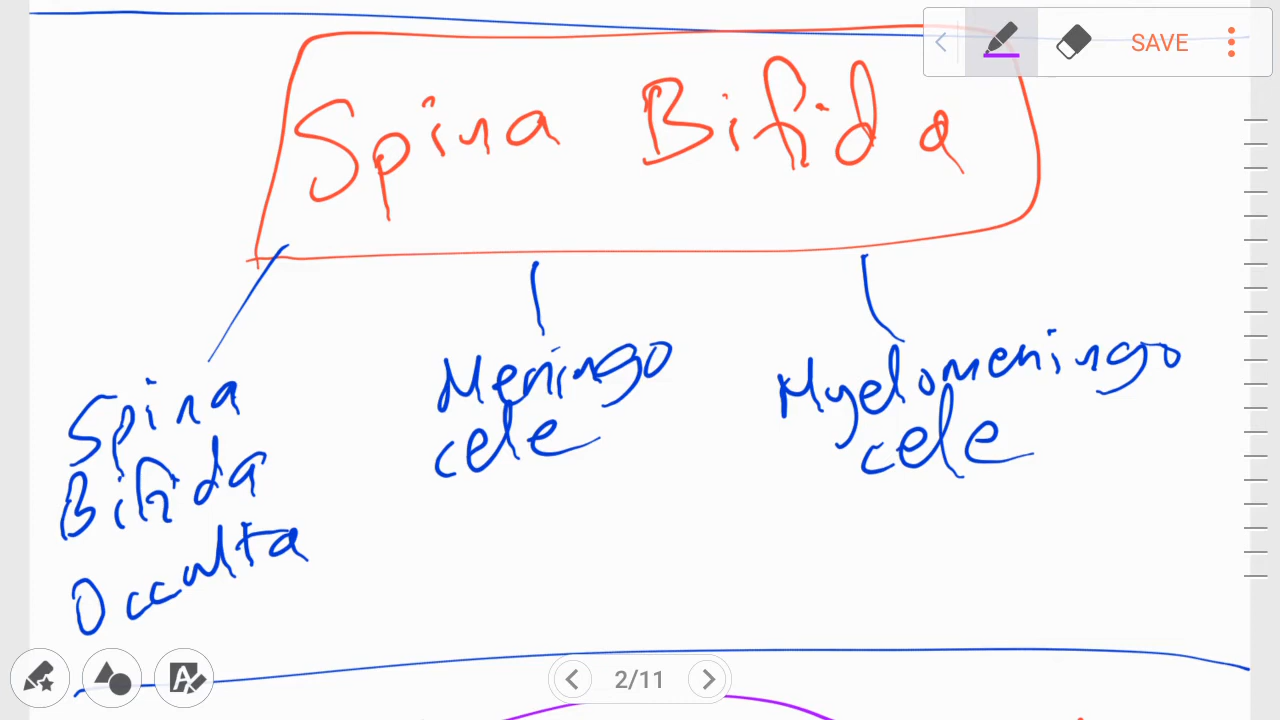 SAVE
Spina Bifida
Spina
Bifida
Occulta
Meningo
cele
Myelomeningo
cele
2/11